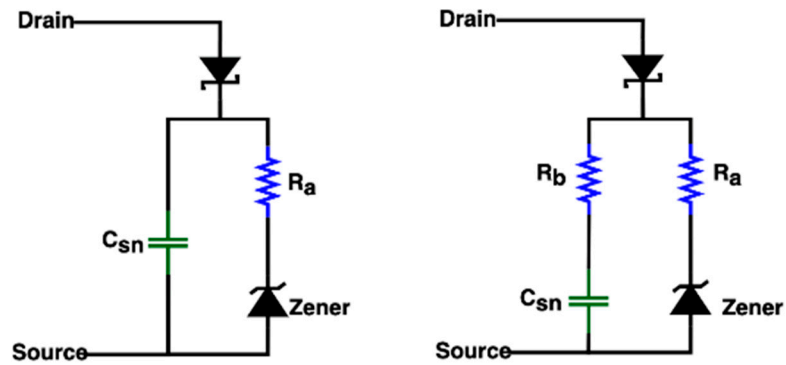 Drain
Ra
Csn
Zener
Source
Drain
Rb
Ra
Csn
Zener
Source